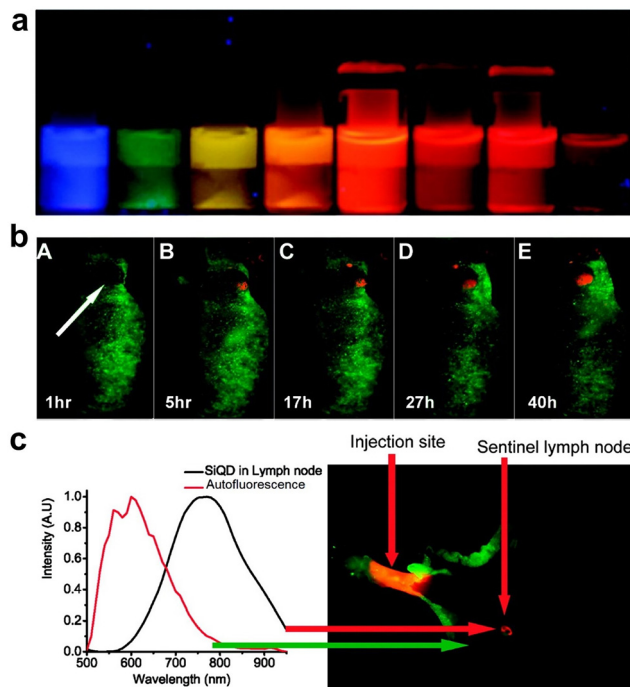 a
b
A B C D E
1hr 5hr 17h 27h 40h
c
Injection site
Sentinel lymph node
SiQD in Lymph node
Autofluorescence
Intensity (A.U)
1.0
0.8
0.6
0.4
0.2
0.0
500 600 700 800 900
Wavelength (nm)